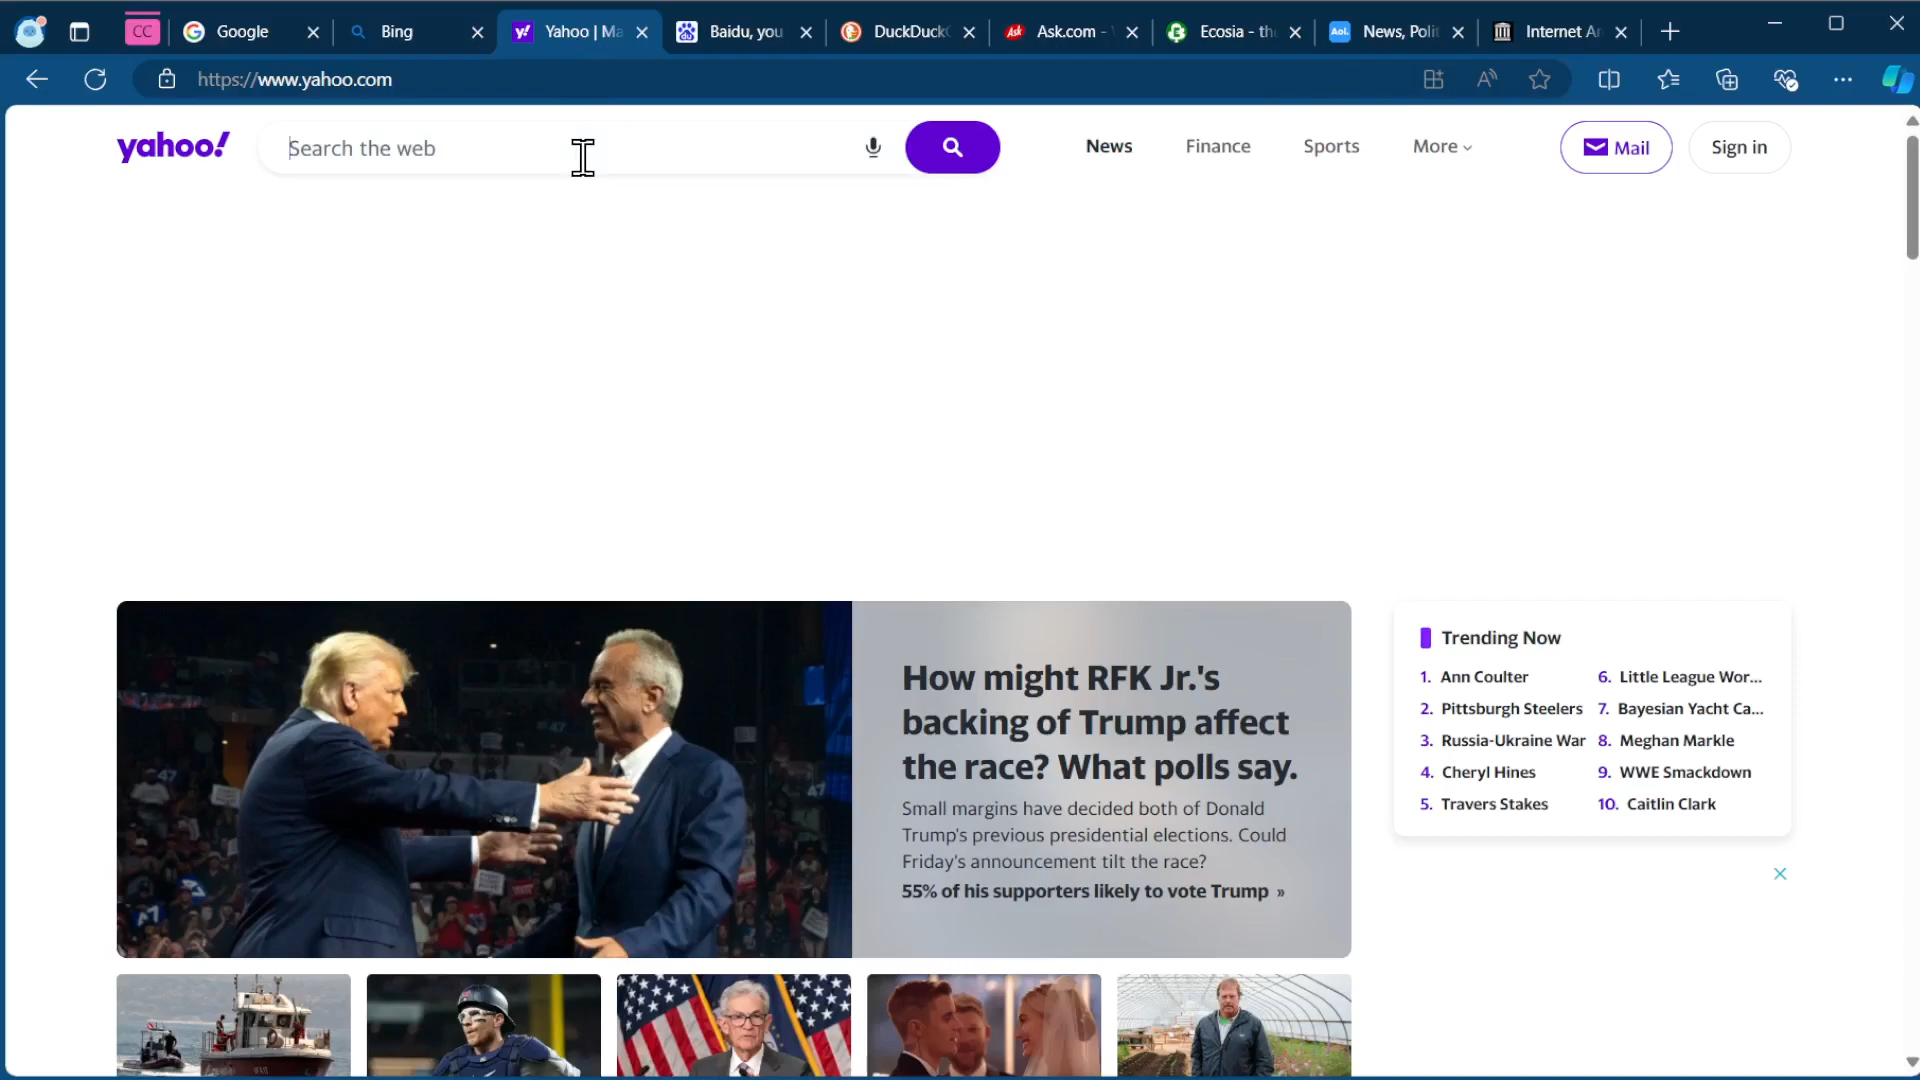 CC
Google
Bing
Yahoo | Ma
Baidu, you
DuckDuck
Ask.com -
Ecosia - the
News, Polit
Internet Ar
https://www.yahoo.com
yahoo!
Search the web
News
Finance
Sports
More
Mail
Sign in
How might RFK Jr.'s
backing of Trump affect
the race? What polls say.
Small margins have decided both of Donald
Trump's previous presidential elections. Could
Friday's announcement tilt the race?
55% of his supporters likely to vote Trump »
Trending Now
1. Ann Coulter
2. Pittsburgh Steelers
3. Russia-Ukraine War
4. Cheryl Hines
5. Travers Stakes
6. Little League Wor...
7. Bayesian Yacht Ca...
8. Meghan Markle
9. WWE Smackdown
10. Caitlin Clark